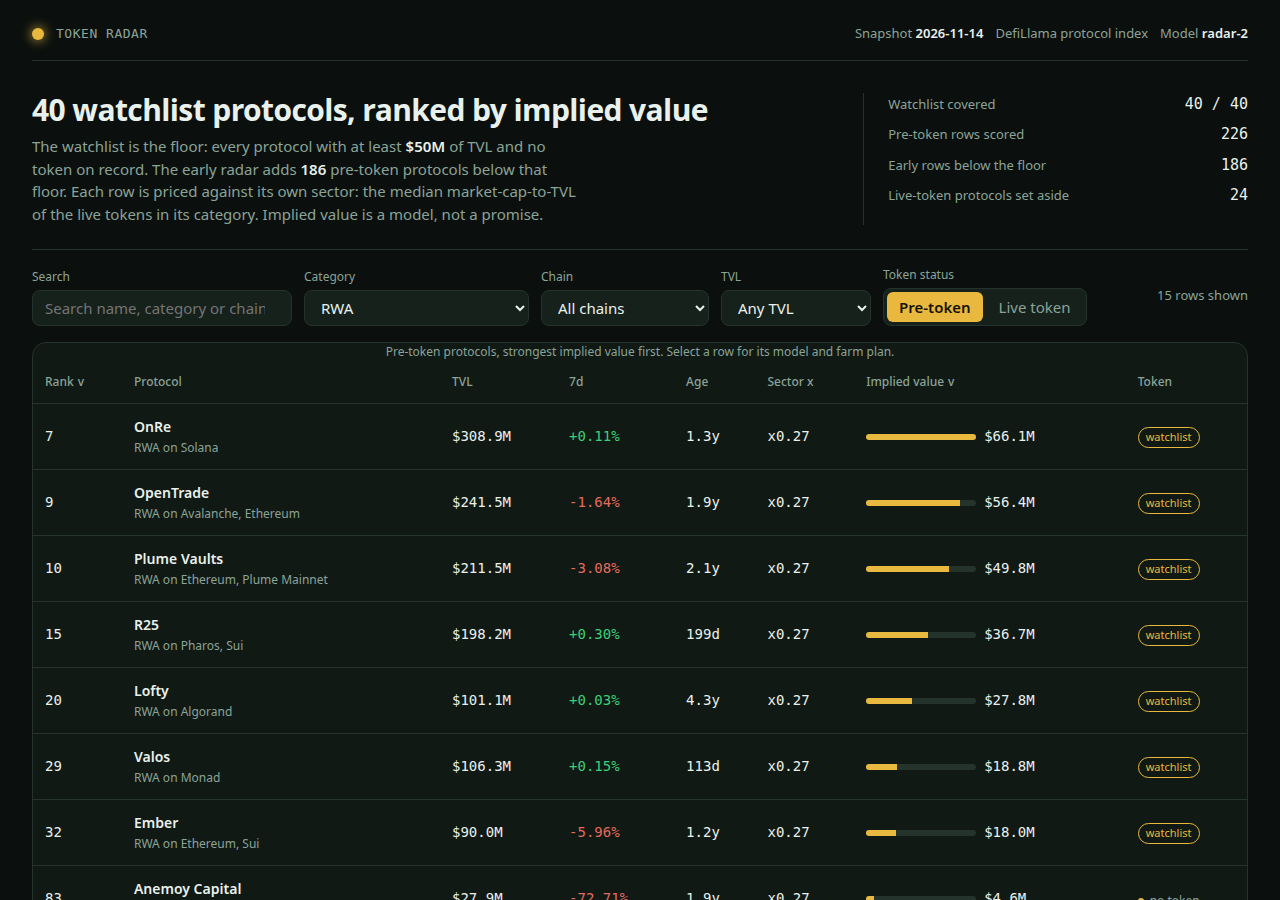 TOKEN RADAR
Snapshot 2026-11-14 DefiLlama protocol index Model radar-2
40 watchlist protocols, ranked by implied value
The watchlist is the floor: every protocol with at least $50M of TVL and no
token on record. The early radar adds 186 pre-token protocols below that
floor. Each row is priced against its own sector: the median market-cap-to-TVL
of the live tokens in its category. Implied value is a model, not a promise.
Watchlist covered 40 / 40
Pre-token rows scored 226
Early rows below the floor 186
Live-token protocols set aside 24
Search Category Chain TVL Token status
Search name, category or chain RWA All chains Any TVL Pre-token Live token 15 rows shown
Pre-token protocols, strongest implied value first. Select a row for its model and farm plan.
Rank v Protocol TVL 7d Age Sector x Implied value v Token
7 OnRe $308.9M +0.11% 1.3y x0.27 $66.1M watchlist
RWA on Solana
9 OpenTrade $241.5M -1.64% 1.9y x0.27 $56.4M watchlist
RWA on Avalanche, Ethereum
10 Plume Vaults $211.5M -3.08% 2.1y x0.27 $49.8M watchlist
RWA on Ethereum, Plume Mainnet
15 R25 $198.2M +0.30% 199d x0.27 $36.7M watchlist
RWA on Pharos, Sui
20 Lofty $101.1M +0.03% 4.3y x0.27 $27.8M watchlist
RWA on Algorand
29 Valos $106.3M +0.15% 113d x0.27 $18.8M watchlist
RWA on Monad
32 Ember $90.0M -5.96% 1.2y x0.27 $18.0M watchlist
RWA on Ethereum, Sui
83 Anemoy Capital $27.9M -72.71% 1.9y x0.27 $4.6M no token